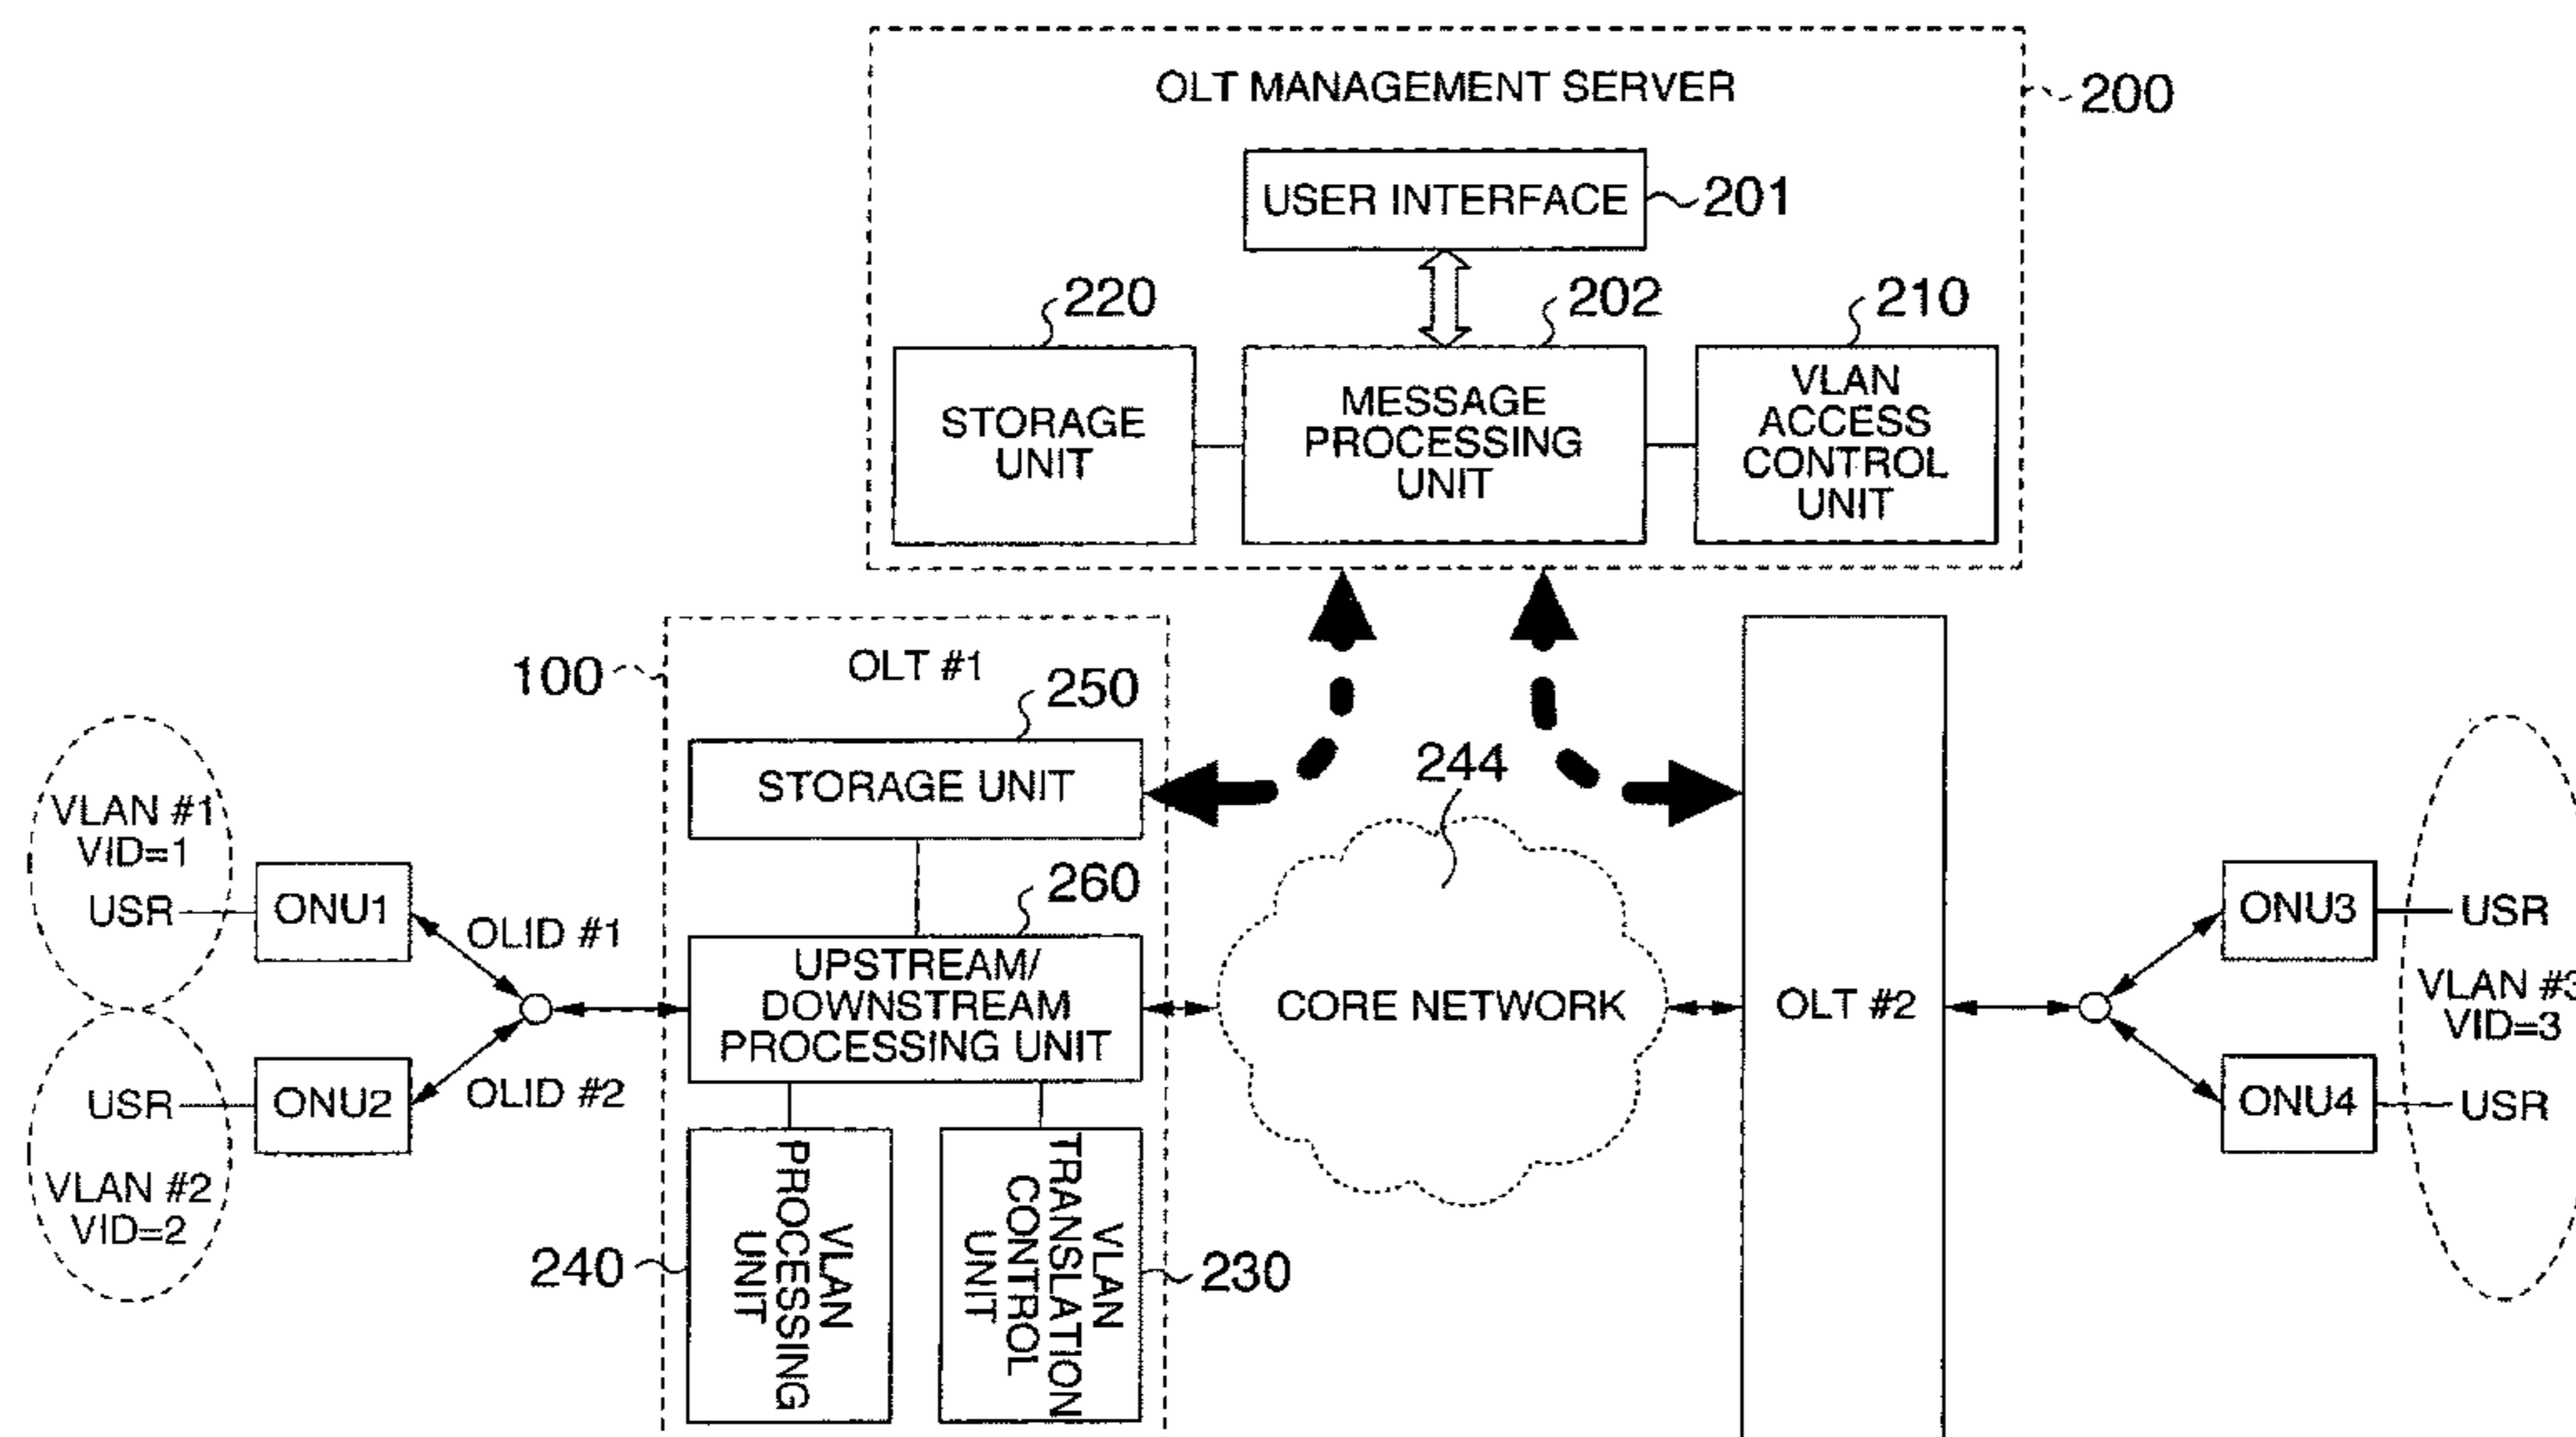 OLT MANAGEMENT SERVER
200
USER INTERFACE
201
220
202
210
STORAGE
UNIT
MESSAGE
PROCESSING
UNIT
VLAN
ACCESS
CONTROL
UNIT
100
OLT #1
250
STORAGE UNIT
244
VLAN #1
VID=1
USR
ONU1
OLID #1
260
UPSTREAM/
DOWNSTREAM
PROCESSING UNIT
CORE NETWORK
OLT #2
ONU3
USR
VLAN #3
VID=3
USR
ONU2
OLID #2
ONU4
USR
VLAN #2
VID=2
240
VLAN
PROCESSING
UNIT
VLAN
TRANSLATION
CONTROL
UNIT
230